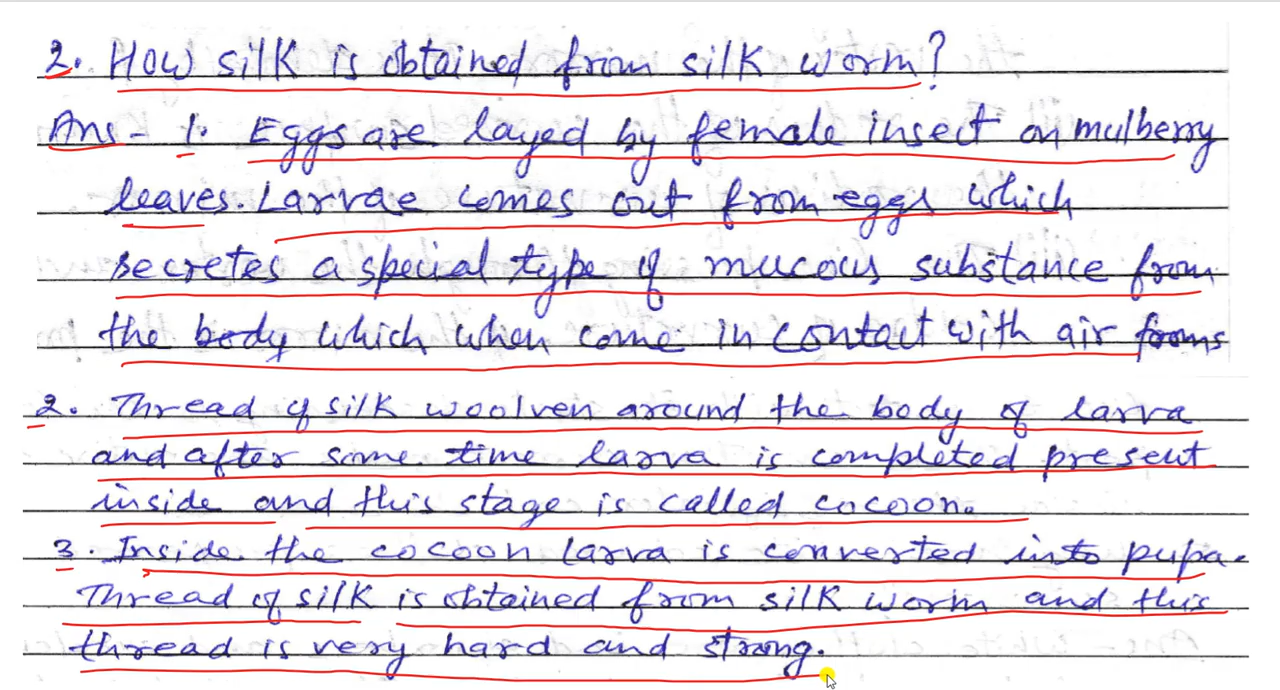 2. How silk is obtained from silk worm?
Ans - 1. Eggs are layed by female insect on mulberry
leaves. Larvae comes out from eggs which
secretes a special type of mucous substance from
the body which when come in contact with air forms
2. Thread of silk woolven around the body of larva
and after some time larva is completed present
inside and this stage is called cocoon.
3. Inside the cocoon larva is converted into pupa.
Thread of silk is obtained from silk worm and this
thread is very hard and strong.